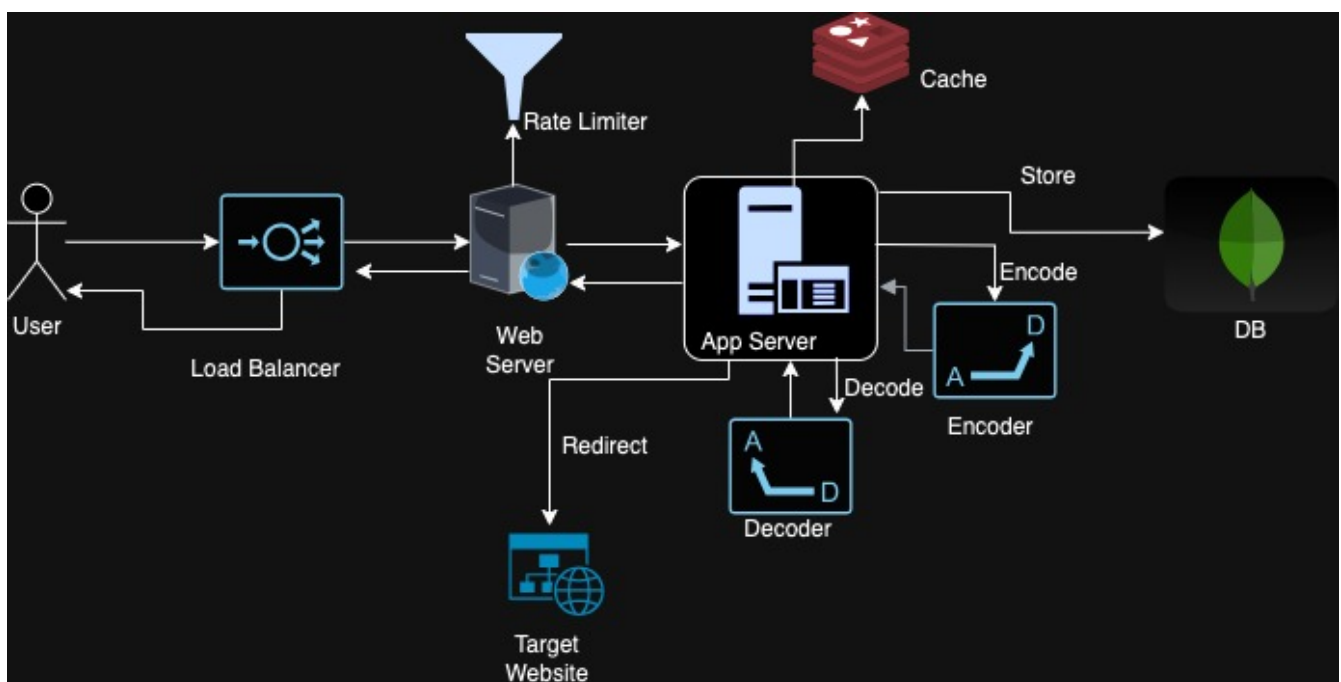 Cache
Rate Limiter
Store
Encode
User
Web
Server
App Server
DB
Load Balancer
D
A
Decode
Encoder
Redirect
A
D
Decoder
Target
Website